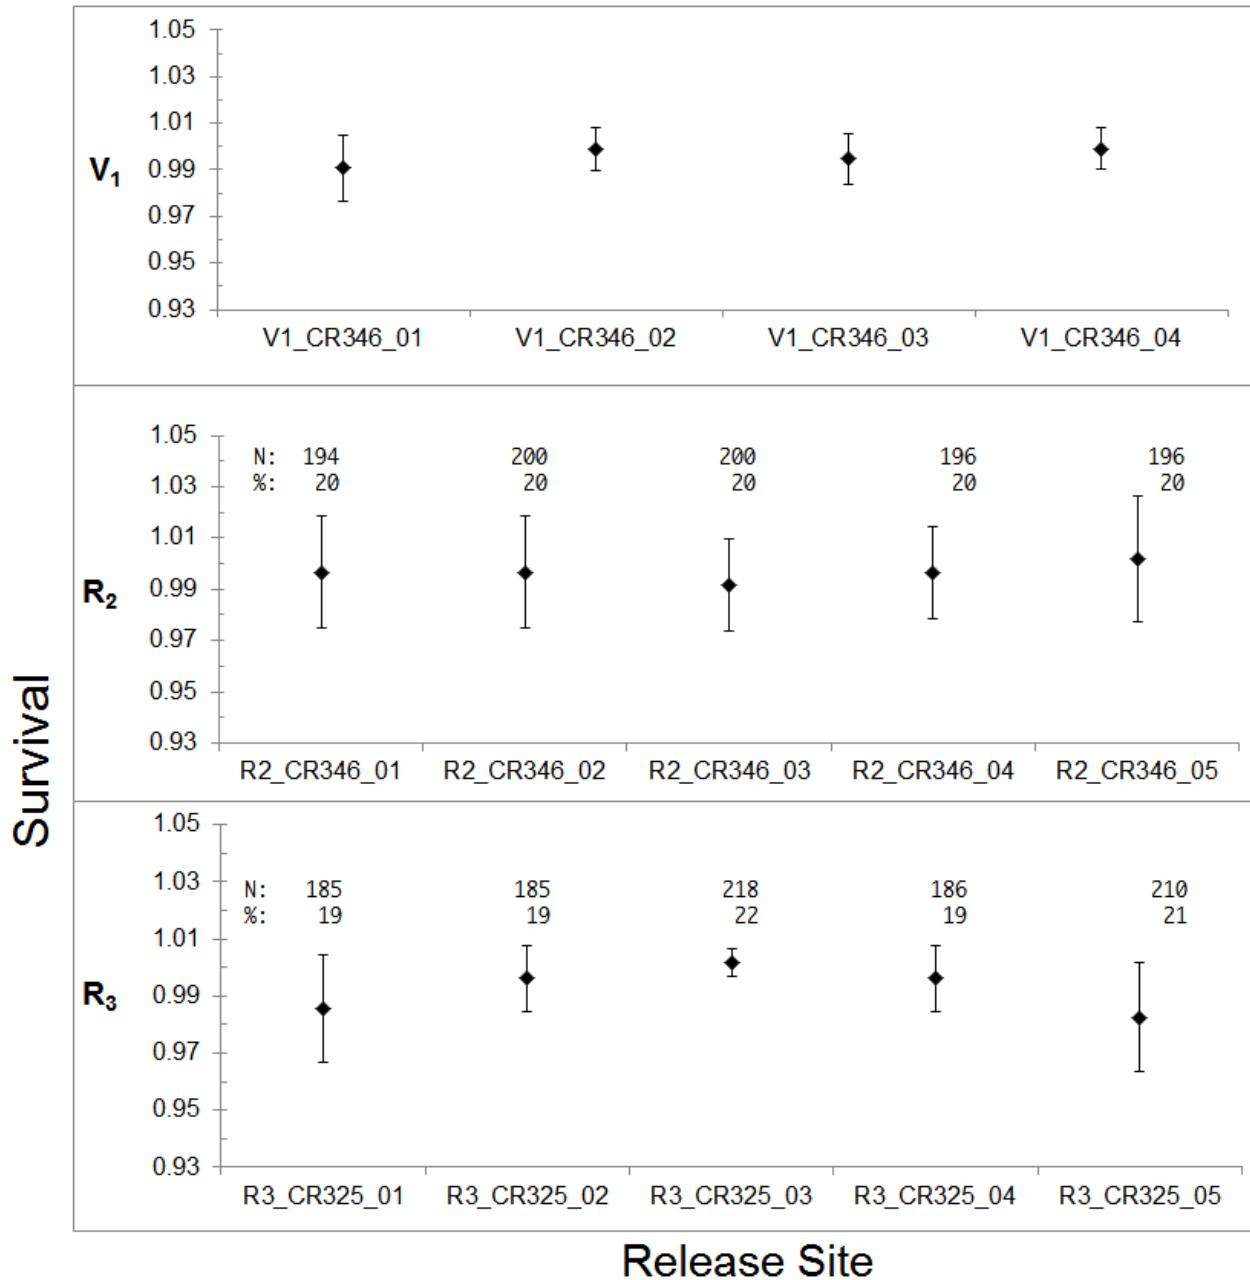 1.05
1.03
1.01
V1 0.99
0.97
0.95
0.93
V1_CR346_01 V1_CR346_02 V1_CR346_03 V1_CR346_04
1.05
N: 194 200 200 196 196
%: 20 20 20 20 20
1.03
1.01
R2 0.99
0.97
0.95
0.93
R2_CR346_01 R2_CR346_02 R2_CR346_03 R2_CR346_04 R2_CR346_05
Survival
1.05
1.03
N: 185 185 218 186 210
%: 19 19 22 19 21
1.01
R3 0.99
0.97
0.95
0.93
R3_CR325_01 R3_CR325_02 R3_CR325_03 R3_CR325_04 R3_CR325_05
Release Site